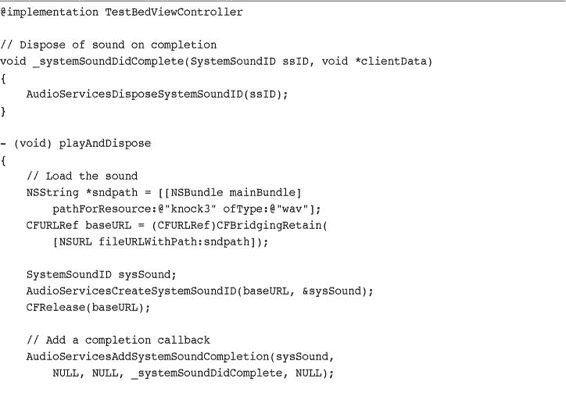 @implementation TestBedViewController
// Dispose of sound on completion
void _systemSoundDidComplete(SystemSoundID ssID, void *clientData)
{
AudioServicesDisposeSystemSoundID(ssID);
}
- (void) playAndDispose
{
// Load the sound
NSString *sndpath = [[NSBundle mainBundle]
pathForResource:@"knock3" ofType:@"wav"];
CFURLRef baseURL = (CFURLRef)CFBridgingRetain(
[NSURL fileURLWithPath:sndpath]);
SystemSoundID sysSound;
AudioServicesCreateSystemSoundID(baseURL, &sysSound);
CFRelease(baseURL);
// Add a completion callback
AudioServicesAddSystemSoundCompletion(sysSound,
NULL, NULL, _systemSoundDidComplete, NULL);